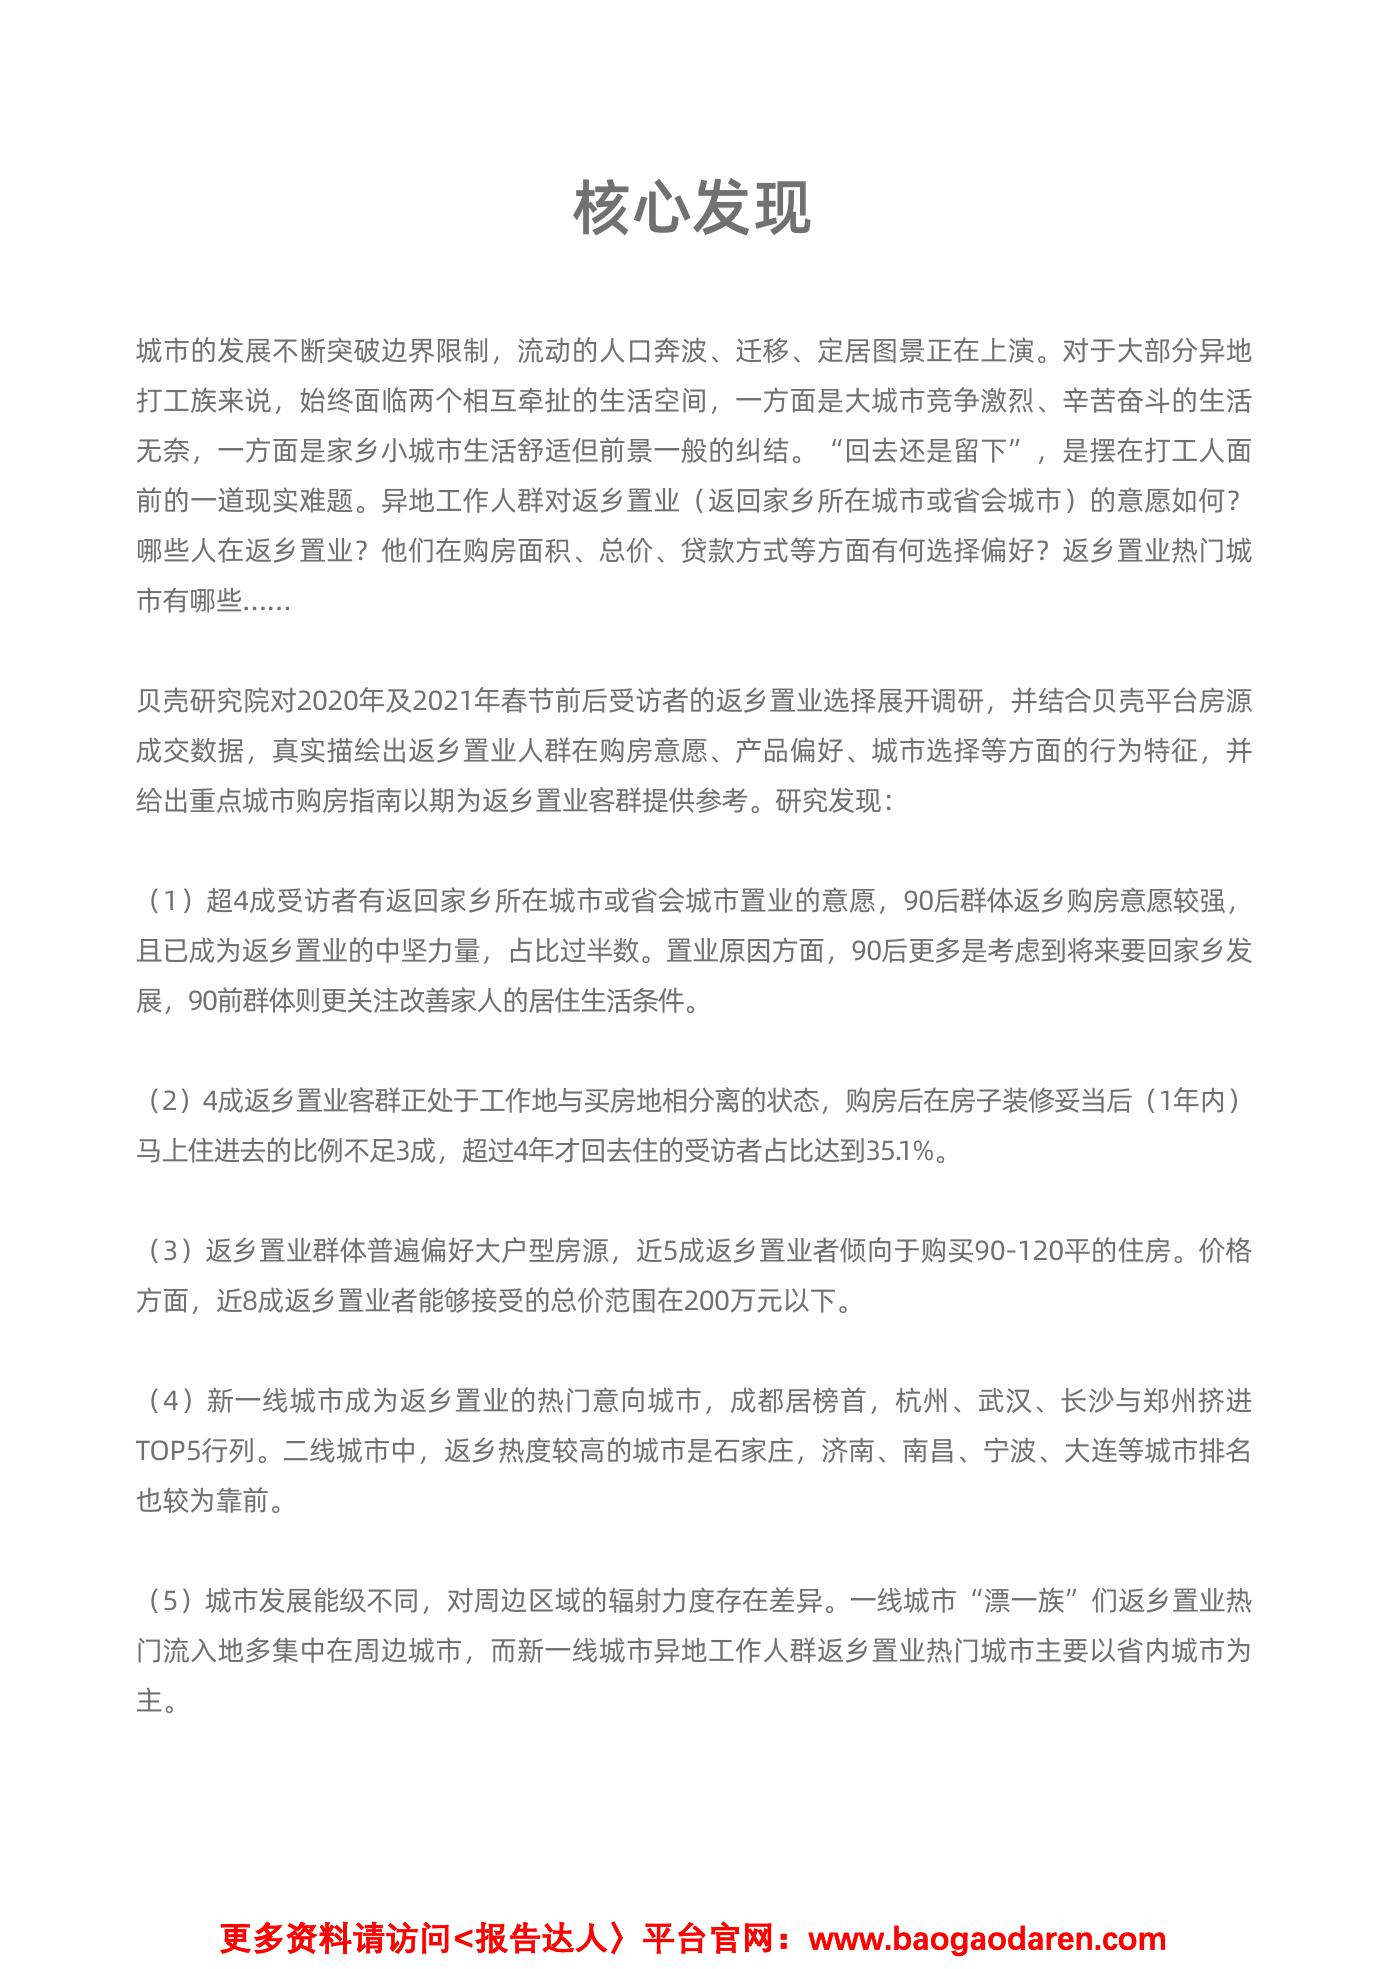 核心发现
城市的发展不断突破边界限制，流动的人口奔波、迁移、定居图景正在上演。对于大部分异地
打工族来说，始终面临两个相互牵扯的生活空间，一方面是大城市竞争激烈、辛苦奋斗的生活
无奈，一方面是家乡小城市生活舒适但前景一般的纠结。“回去还是留下”，是摆在打工人面
前的一道现实难题。异地工作人群对返乡置业（返回家乡所在城市或省会城市）的意愿如何？
哪些人在返乡置业？他们在购房面积、总价、贷款方式等方面有何选择偏好？返乡置业热门城
市有哪些……
贝壳研究院对2020年及2021年春节前后受访者的返乡置业选择展开调研，并结合贝壳平台房源
成交数据，真实描绘出返乡置业人群在购房意愿、产品偏好、城市选择等方面的行为特征，并
给出重点城市购房指南以期为返乡置业客群提供参考。研究发现：
（1）超4成受访者有返回家乡所在城市或省会城市置业的意愿，90后群体返乡购房意愿较强，
且已成为返乡置业的中坚力量，占比过半数。置业原因方面，90后更多是考虑到将来要回家乡发
展，90前群体则更关注改善家人的居住生活条件。
（2）4成返乡置业客群正处于工作地与买房地相分离的状态，购房后在房子装修妥当后（1年内）
马上住进去的比例不足3成，超过4年才回去住的受访者占比达到35.1%。
（3）返乡置业群体普遍偏好大户型房源，近5成返乡置业者倾向于购买90-120平的住房。价格
方面，近8成返乡置业者能够接受的总价范围在200万元以下。
（4）新一线城市成为返乡置业的热门意向城市，成都居榜首，杭州、武汉、长沙与郑州挤进
TOP5行列。二线城市中，返乡热度较高的城市是石家庄，济南、南昌、宁波、大连等城市排名
也较为靠前。
（5）城市发展能级不同，对周边区域的辐射力度存在差异。一线城市“漂一族”们返乡置业热
门流入地多集中在周边城市，而新一线城市异地工作人群返乡置业热门城市主要以省内城市为
主。
更多资料请访问<报告达人〉平台官网：www.baogaodaren.com